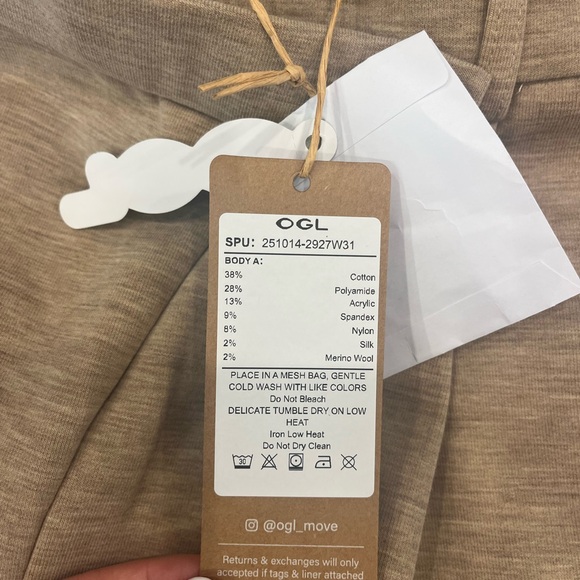 OGL
SPU: 251014-2927W31
BODY A:
38% Cotton
28% Polyamide
13% Acrylic
9% Spandex
8% Nylon
2% Silk
2% Merino Wool
PLACE IN A MESH BAG, GENTLE
COLD WASH WITH LIKE COLORS
Do Not Bleach
DELICATE TUMBLE DRY ON LOW
HEAT
Iron Low Heat
Do Not Dry Clean
30
@ogl_move
Returns & exchanges will only
accepted if tags & liner attached